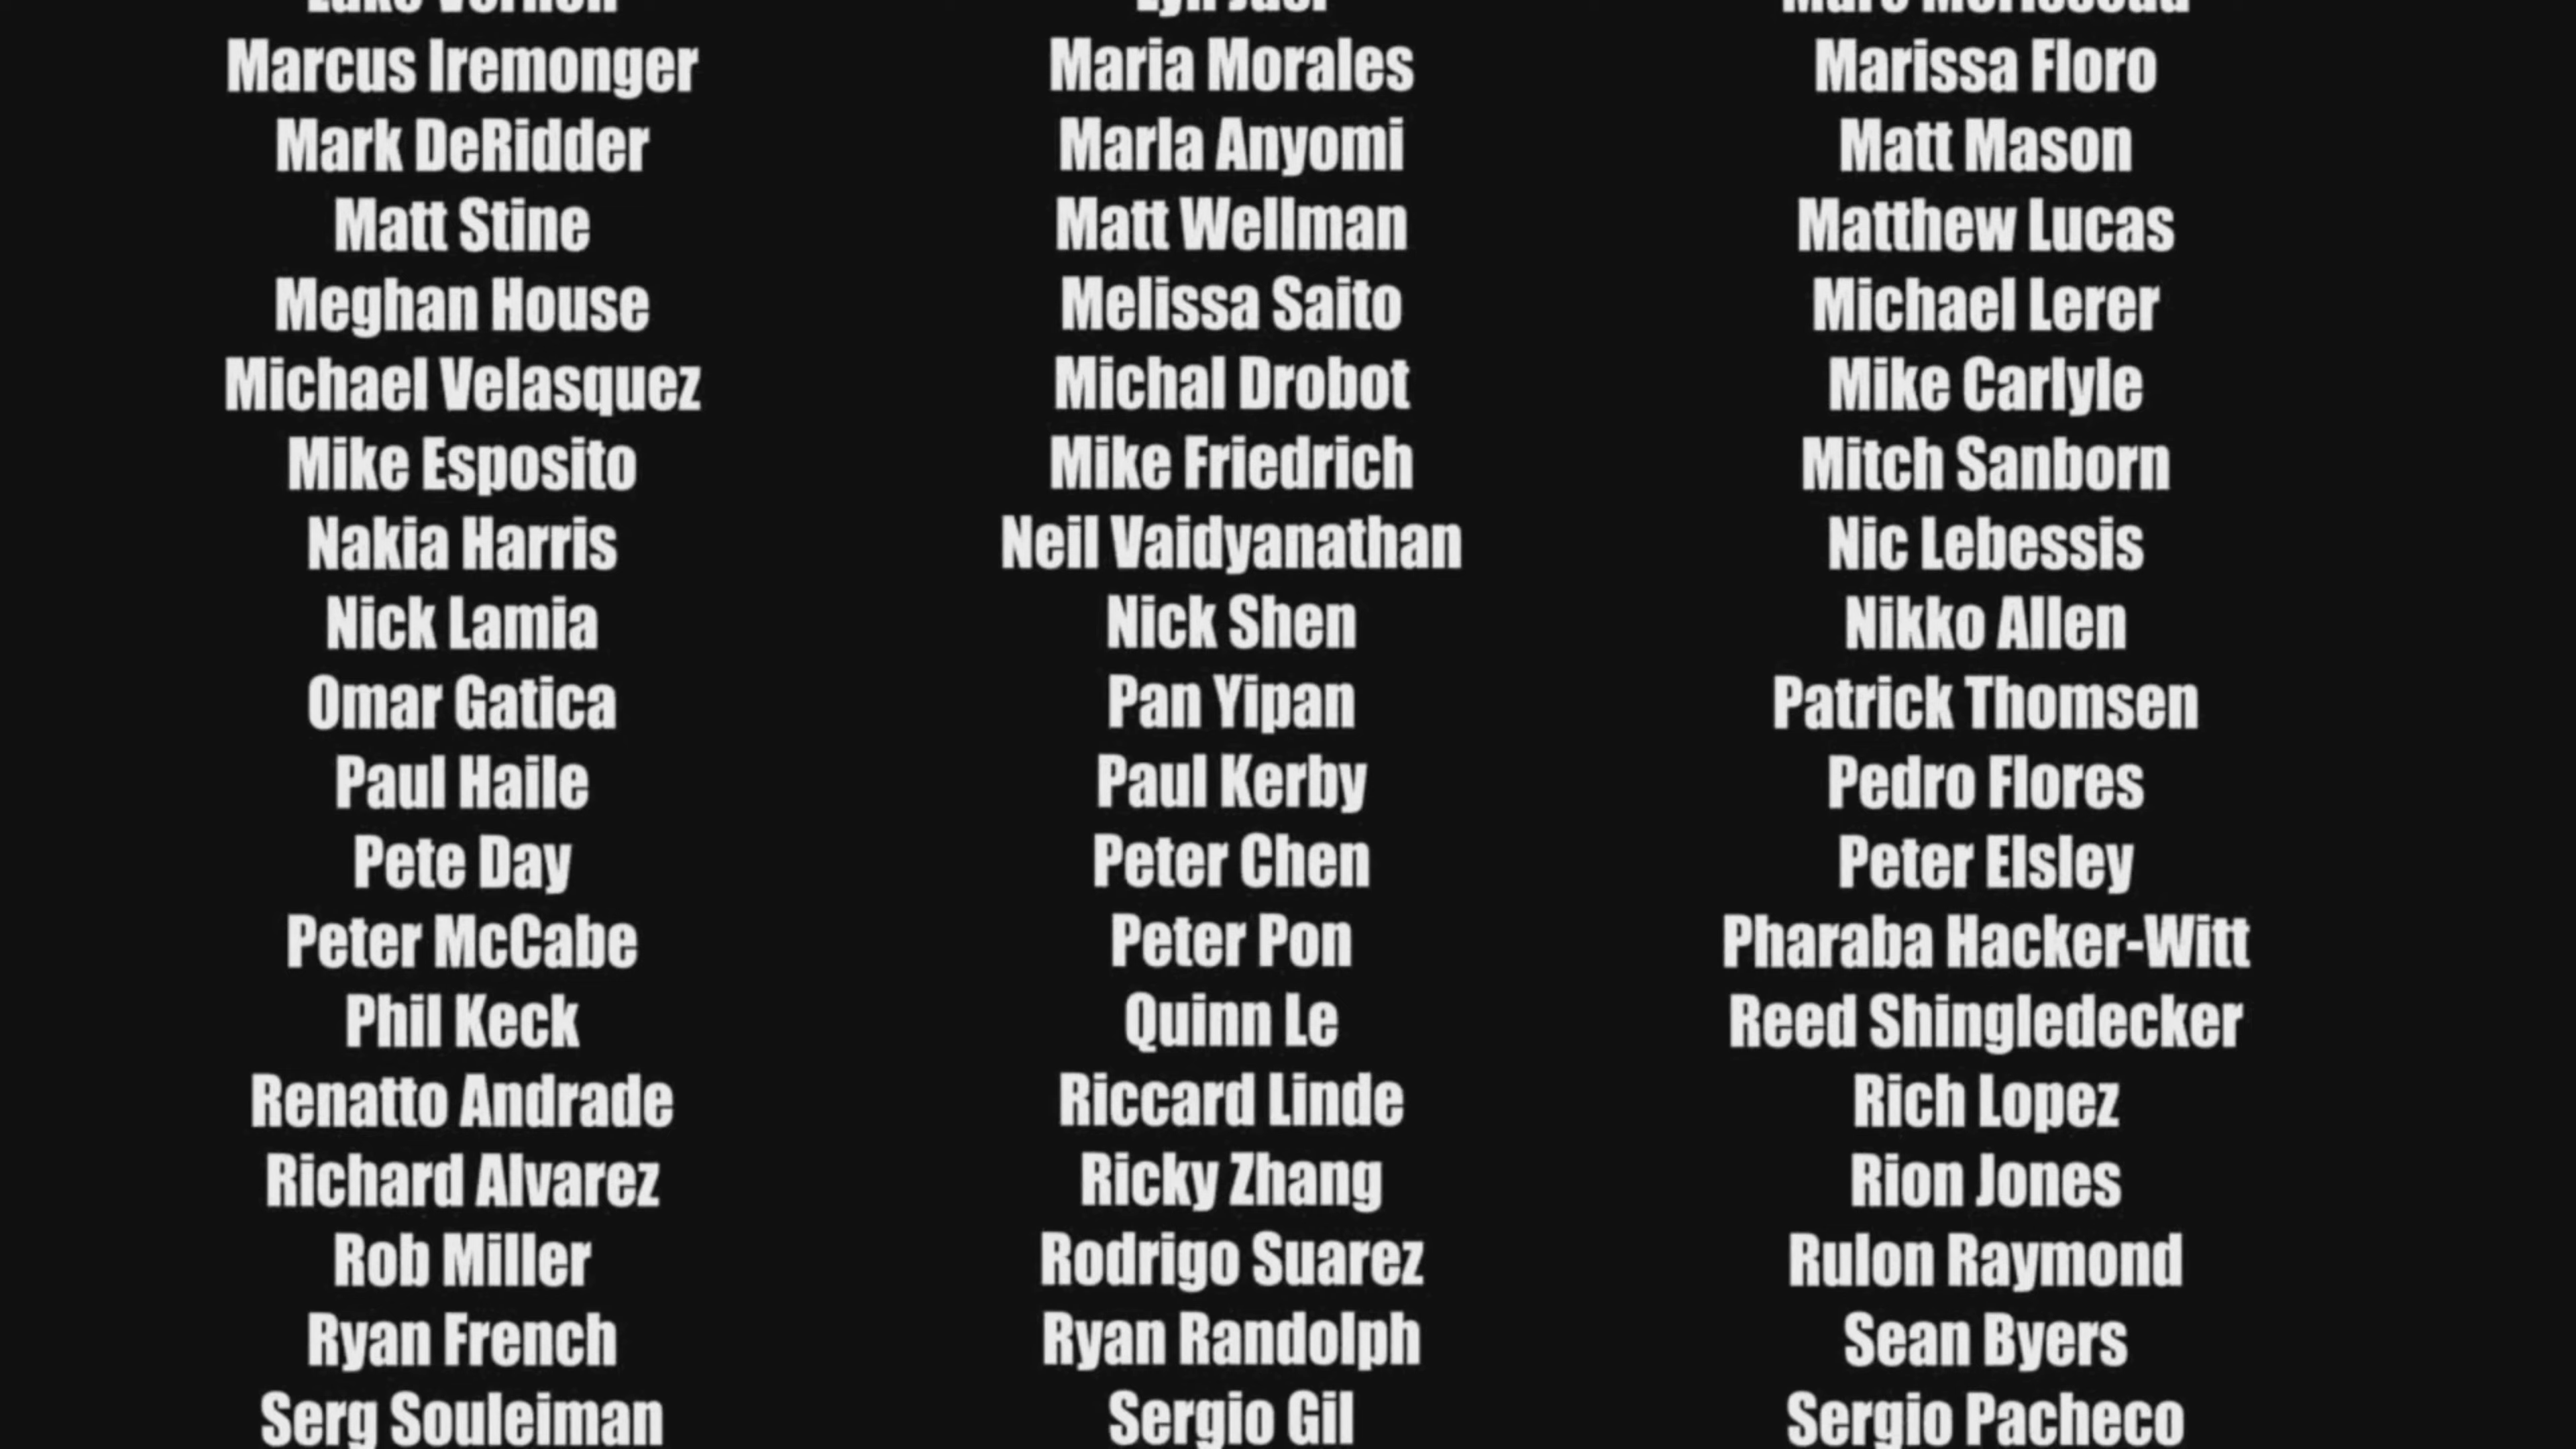 Marcus Iremonger Maria Morales Marissa Floro
Mark DeRidder Marla Anyomi Matt Mason
Matt Stine Matt Wellman Matthew Lucas
Meghan House Melissa Saito Michael Lerer
Michael Velasquez Michal Drobot Mike Carlyle
Mike Esposito Mike Friedrich Mitch Sanborn
Nakia Harris Neil Vaidyanathan Nic Lebessis
Nick Lamia Nick Shen Nikko Allen
Omar Gatica Pan Yipan Patrick Thomsen
Paul Haile Paul Kerby Pedro Flores
Pete Day Peter Chen Peter Elsley
Peter McCabe Peter Pon Pharaba Hacker-Witt
Phil Keck Quinn Le Reed Shingledecker
Renatto Andrade Riccard Linde Rich Lopez
Richard Alvarez Ricky Zhang Rion Jones
Rob Miller Rodrigo Suarez Rulon Raymond
Ryan French Ryan Randolph Sean Byers
Serg Souleiman Sergio Gil Sergio Pacheco